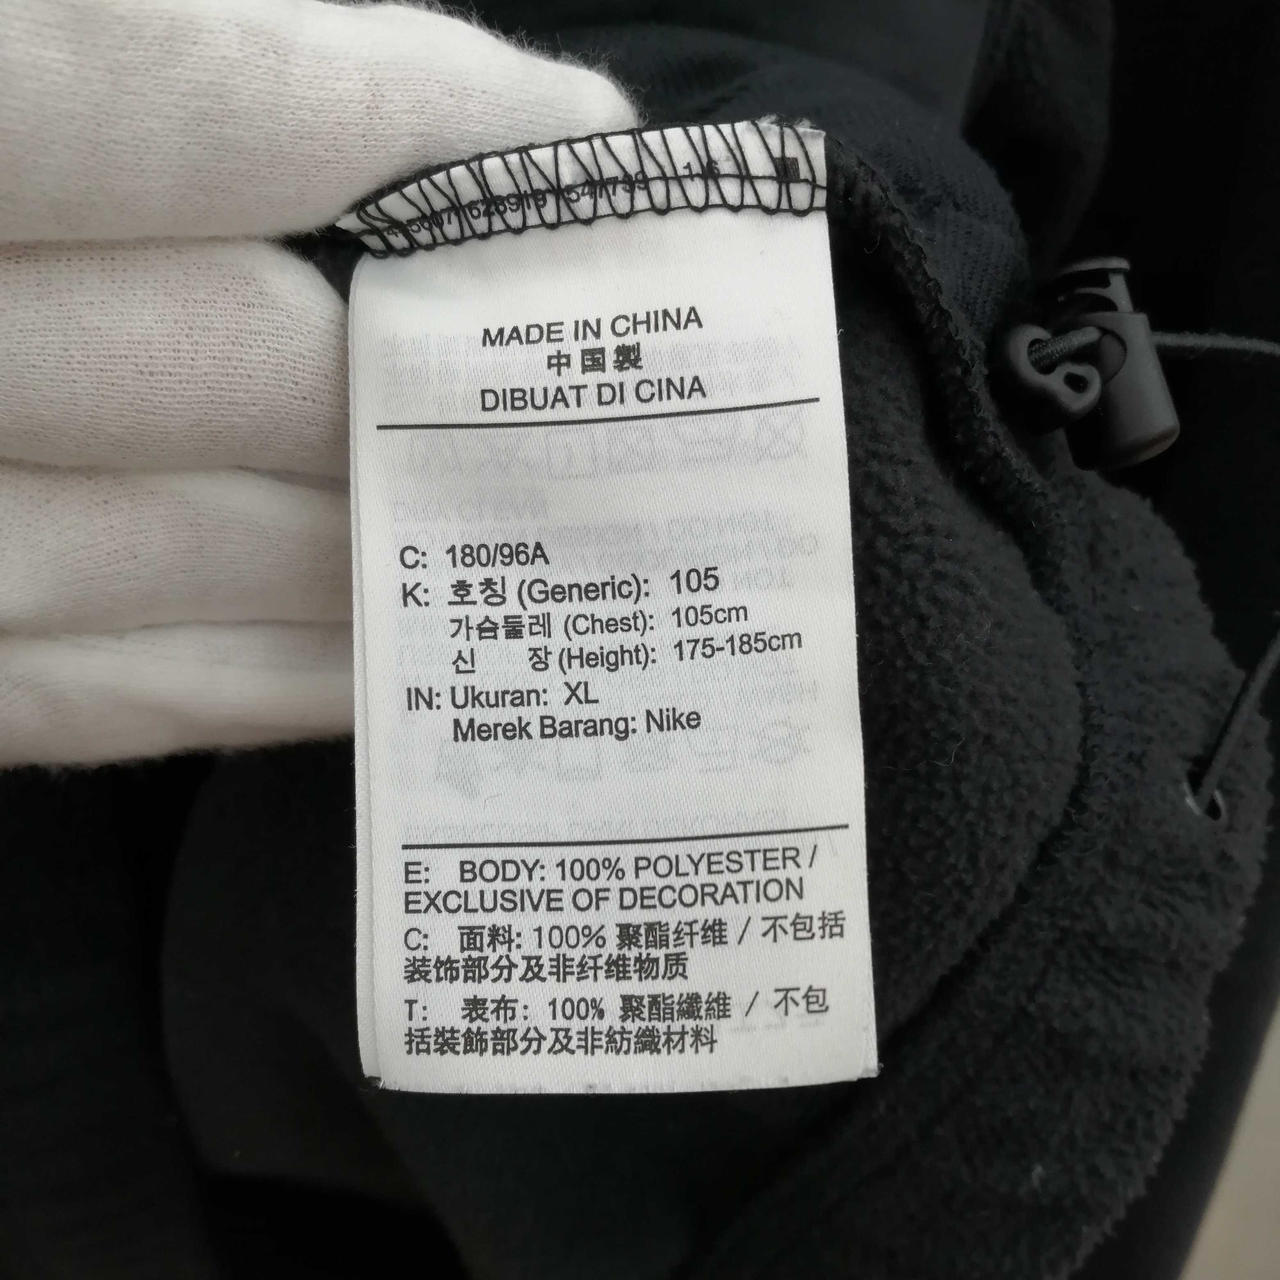 628919 547799 1-6
MADE IN CHINA
中国製
DIBUAT DI CINA
C: 180/96A
K: 호칭 (Generic): 105
가슴둘레 (Chest): 105cm
신 장 (Height): 175-185cm
IN: Ukuran: XL
Merek Barang: Nike
E: BODY: 100% POLYESTER /
EXCLUSIVE OF DECORATION
C: 面料: 100% 聚酯纤维 / 不包括
装饰部分及非纤维物质
T: 表布: 100% 聚酯纖維 / 不包
括裝飾部分及非紡織材料